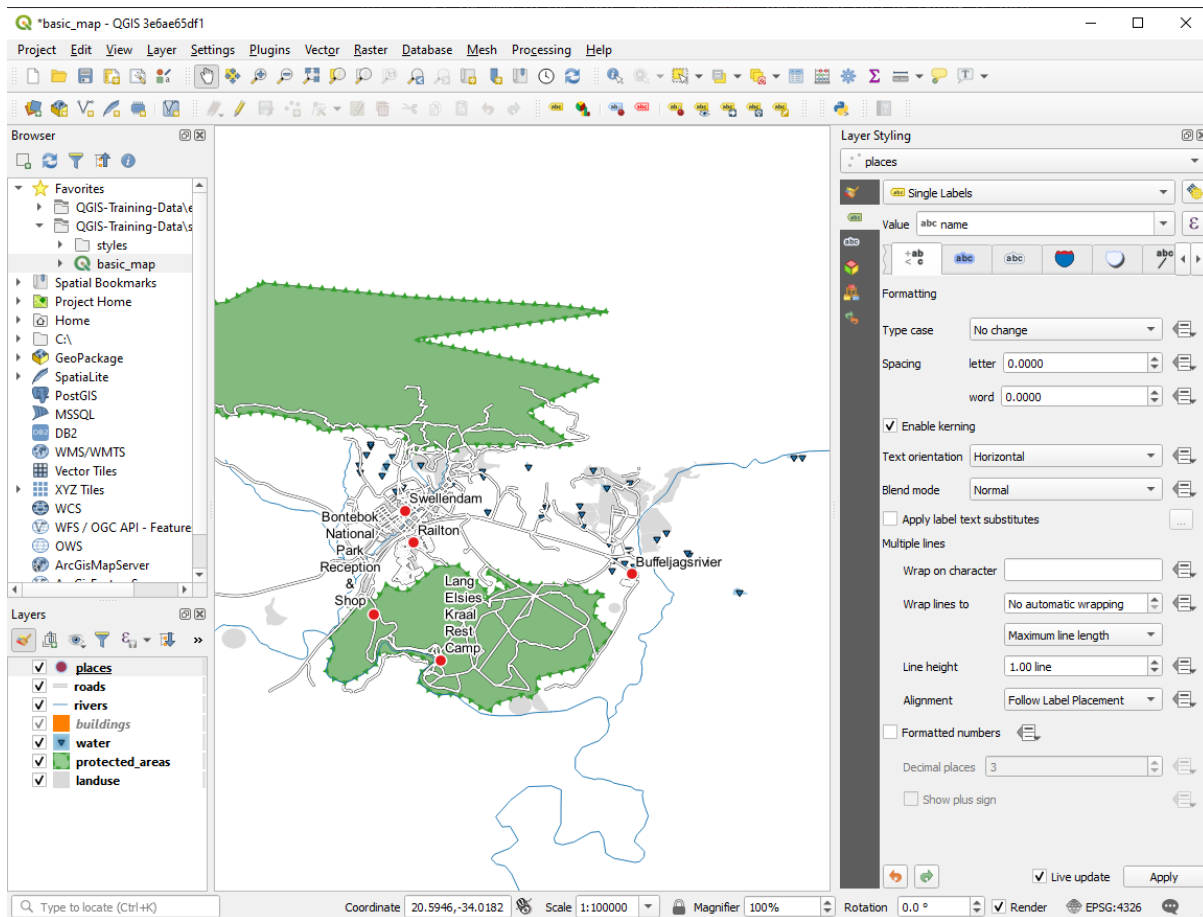 *basic_map - QGIS 3e6ae65df1
Project Edit View Layer Settings Plugins Vector Raster Database Mesh Processing Help
Browser
Favorites
QGIS-Training-Data\e
QGIS-Training-Data\s
styles
basic_map
Spatial Bookmarks
Project Home
Home
C:\
GeoPackage
SpatiaLite
PostGIS
MSSQL
DB2
WMS/WMTS
Vector Tiles
XYZ Tiles
WCS
WFS / OGC API - Feature
OWS
ArcGisMapServer
Layers
places
roads
rivers
buildings
water
protected_areas
landuse
Swellendam
Bontebok
National
Park
Reception
&
Shop
Railton
Buffeljagsrivier
Lang
Elsies
Kraal
Rest
Camp
Layer Styling
places
abc Single Labels
Value abc name
+ab
< c
abc
abc
abc
Formatting
Type case No change
Spacing letter 0.0000
word 0.0000
Enable kerning
Text orientation Horizontal
Blend mode Normal
Apply label text substitutes ...
Multiple lines
Wrap on character
Wrap lines to No automatic wrapping
Maximum line length
Line height 1.00 line
Alignment Follow Label Placement
Formatted numbers
Decimal places 3
Show plus sign
Live update Apply
Type to locate (Ctrl+K) Coordinate 20.5946,-34.0182 Scale 1:100000 Magnifier 100% Rotation 0.0 ° Render EPSG:4326